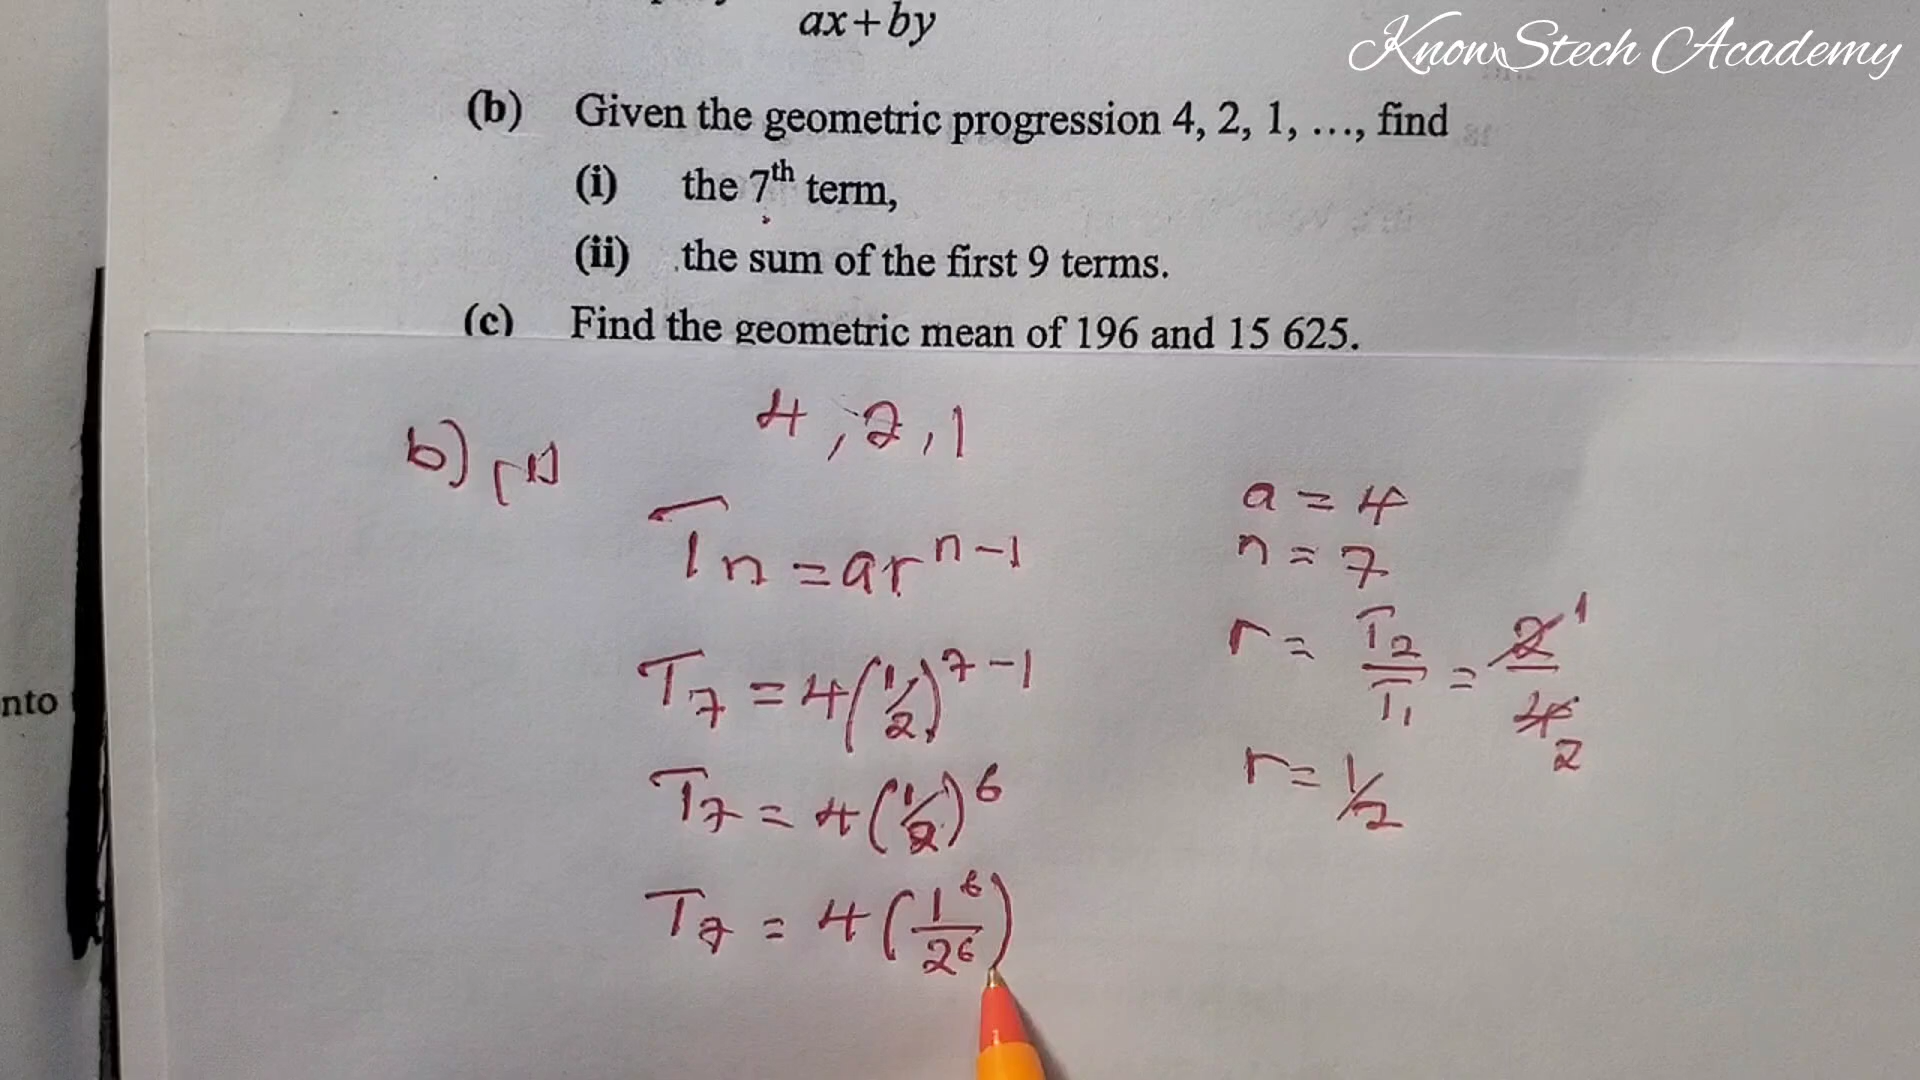 ax+by
KnowStech Academy
(b) Given the geometric progression 4, 2, 1, …, find
(i) the 7th term,
(ii) the sum of the first 9 terms.
(c) Find the geometric mean of 196 and 15 625.
nto
b)
4, 2, 1
Tn = ar^n-1
T7 = 4(1/2)^7-1
T7 = 4(1/2)^6
T7 = 4(1^6/2^6)
a = 4
n = 7
r = T2/T1 = 2/4 1 2
r = 1/2